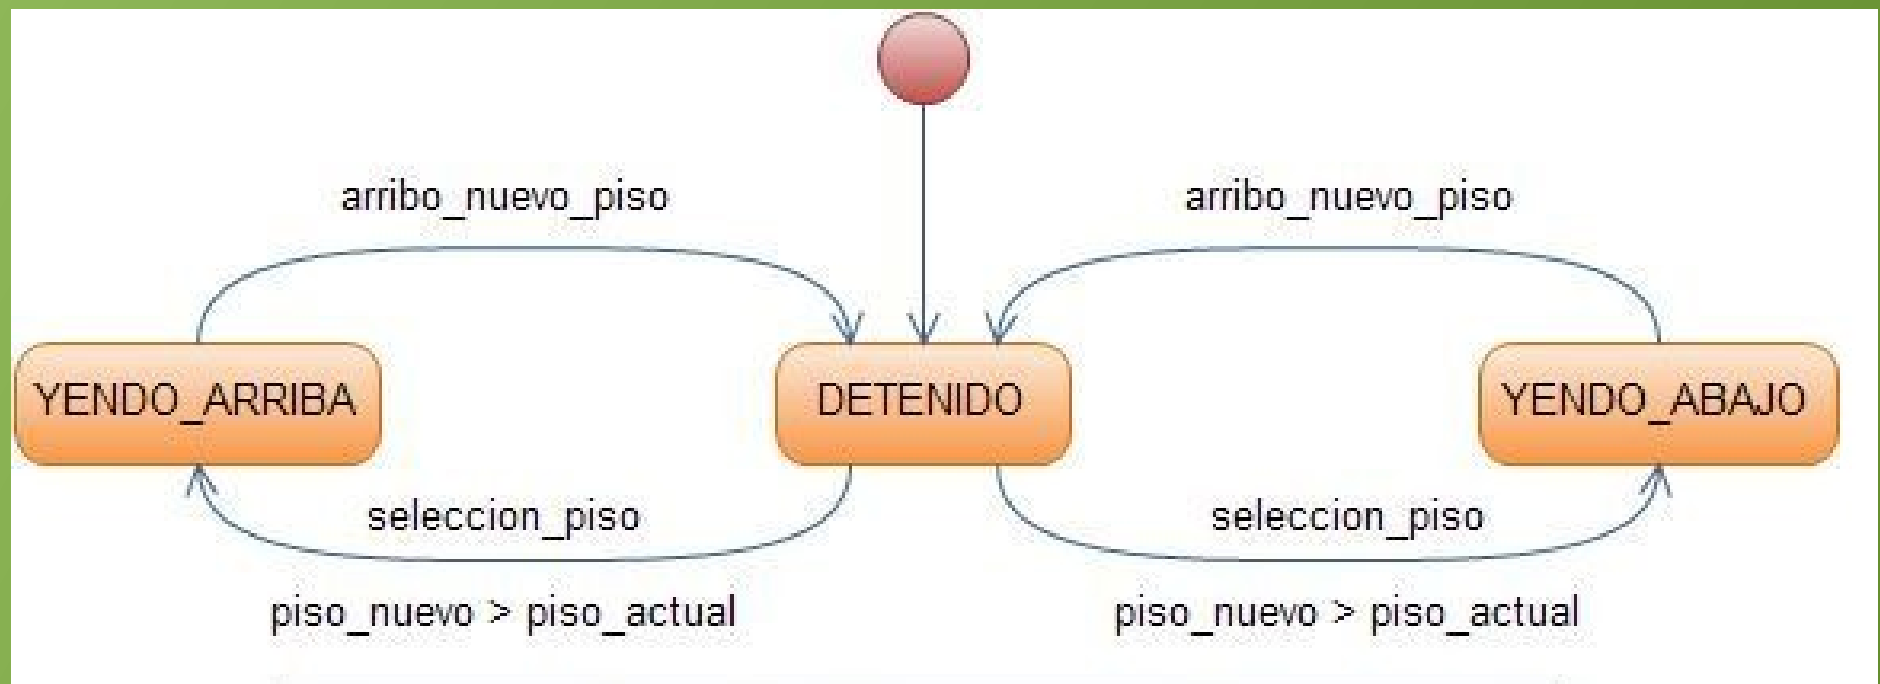 arribo_nuevo_piso
arribo_nuevo_piso
YENDO_ARRIBA
DETENIDO
YENDO_ABAJO
seleccion_piso
seleccion_piso
piso_nuevo > piso_actual
piso_nuevo > piso_actual